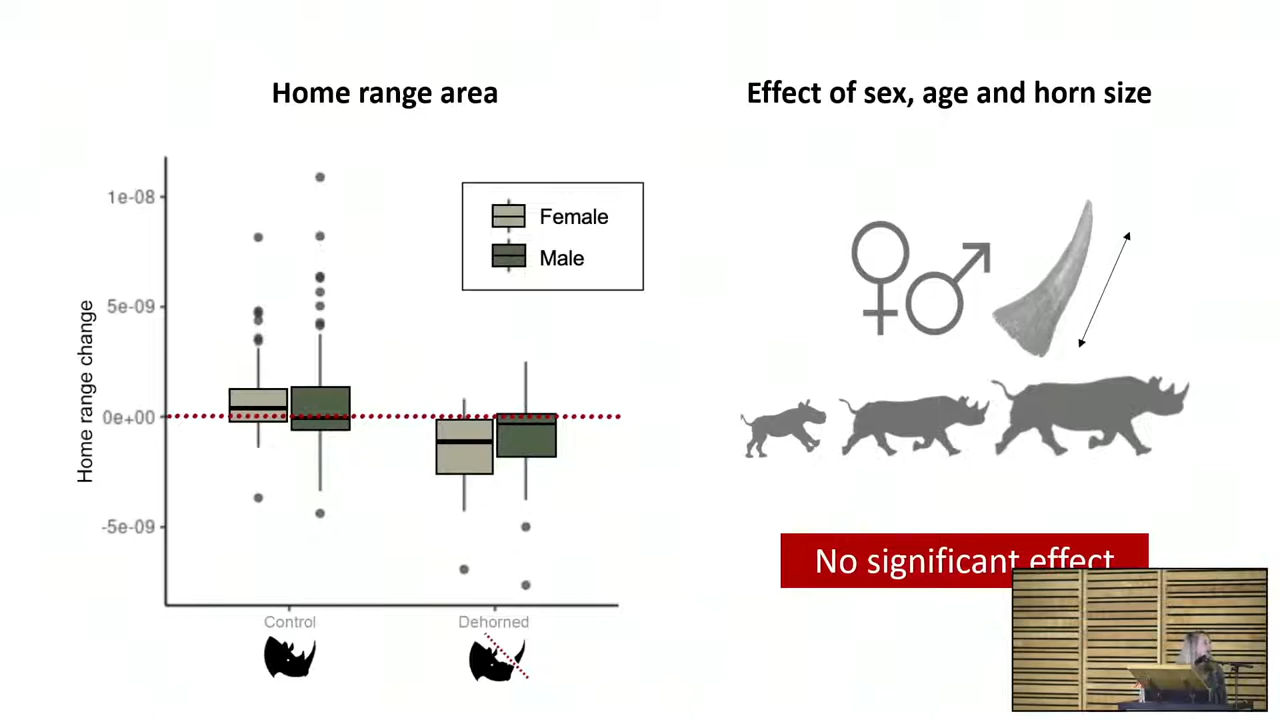 Home range area
Effect of sex, age and horn size
Home range change
1e-08
5e-09
0e+00
-5e-09
Female
Male
Control
Dehorned
No significant effect